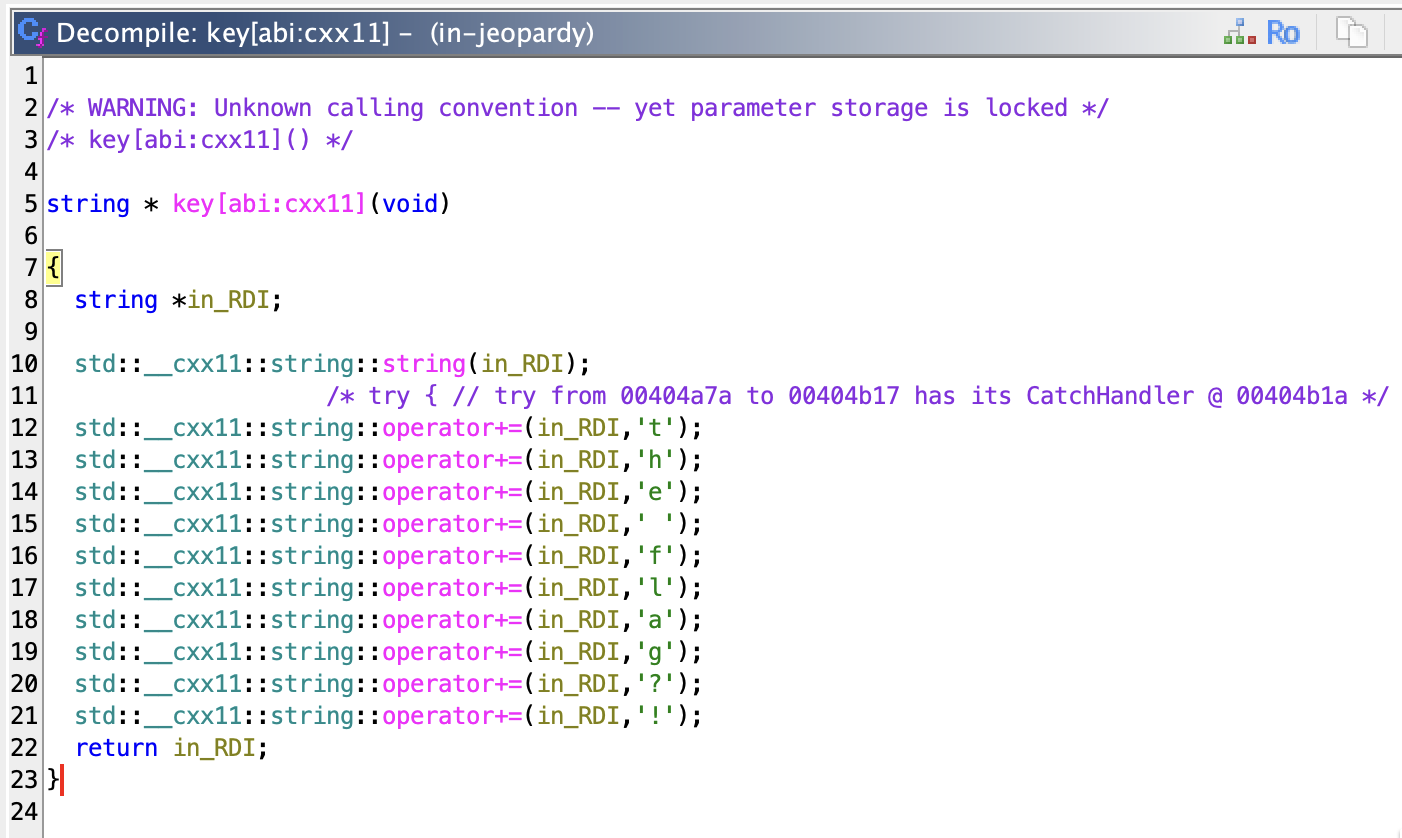 Decompile: key[abi:cxx11] – (in-jeopardy)
Ro
1
2 /* WARNING: Unknown calling convention -- yet parameter storage is locked */
3 /* key[abi:cxx11]() */
4
5 string * key[abi:cxx11](void)
6
7 {
8   string *in_RDI;
9
10   std::__cxx11::string::string(in_RDI);
11                     /* try { // try from 00404a7a to 00404b17 has its CatchHandler @ 00404b1a */
12   std::__cxx11::string::operator+=(in_RDI,'t');
13   std::__cxx11::string::operator+=(in_RDI,'h');
14   std::__cxx11::string::operator+=(in_RDI,'e');
15   std::__cxx11::string::operator+=(in_RDI,' ');
16   std::__cxx11::string::operator+=(in_RDI,'f');
17   std::__cxx11::string::operator+=(in_RDI,'l');
18   std::__cxx11::string::operator+=(in_RDI,'a');
19   std::__cxx11::string::operator+=(in_RDI,'g');
20   std::__cxx11::string::operator+=(in_RDI,'?');
21   std::__cxx11::string::operator+=(in_RDI,'!');
22   return in_RDI;
23 }
24